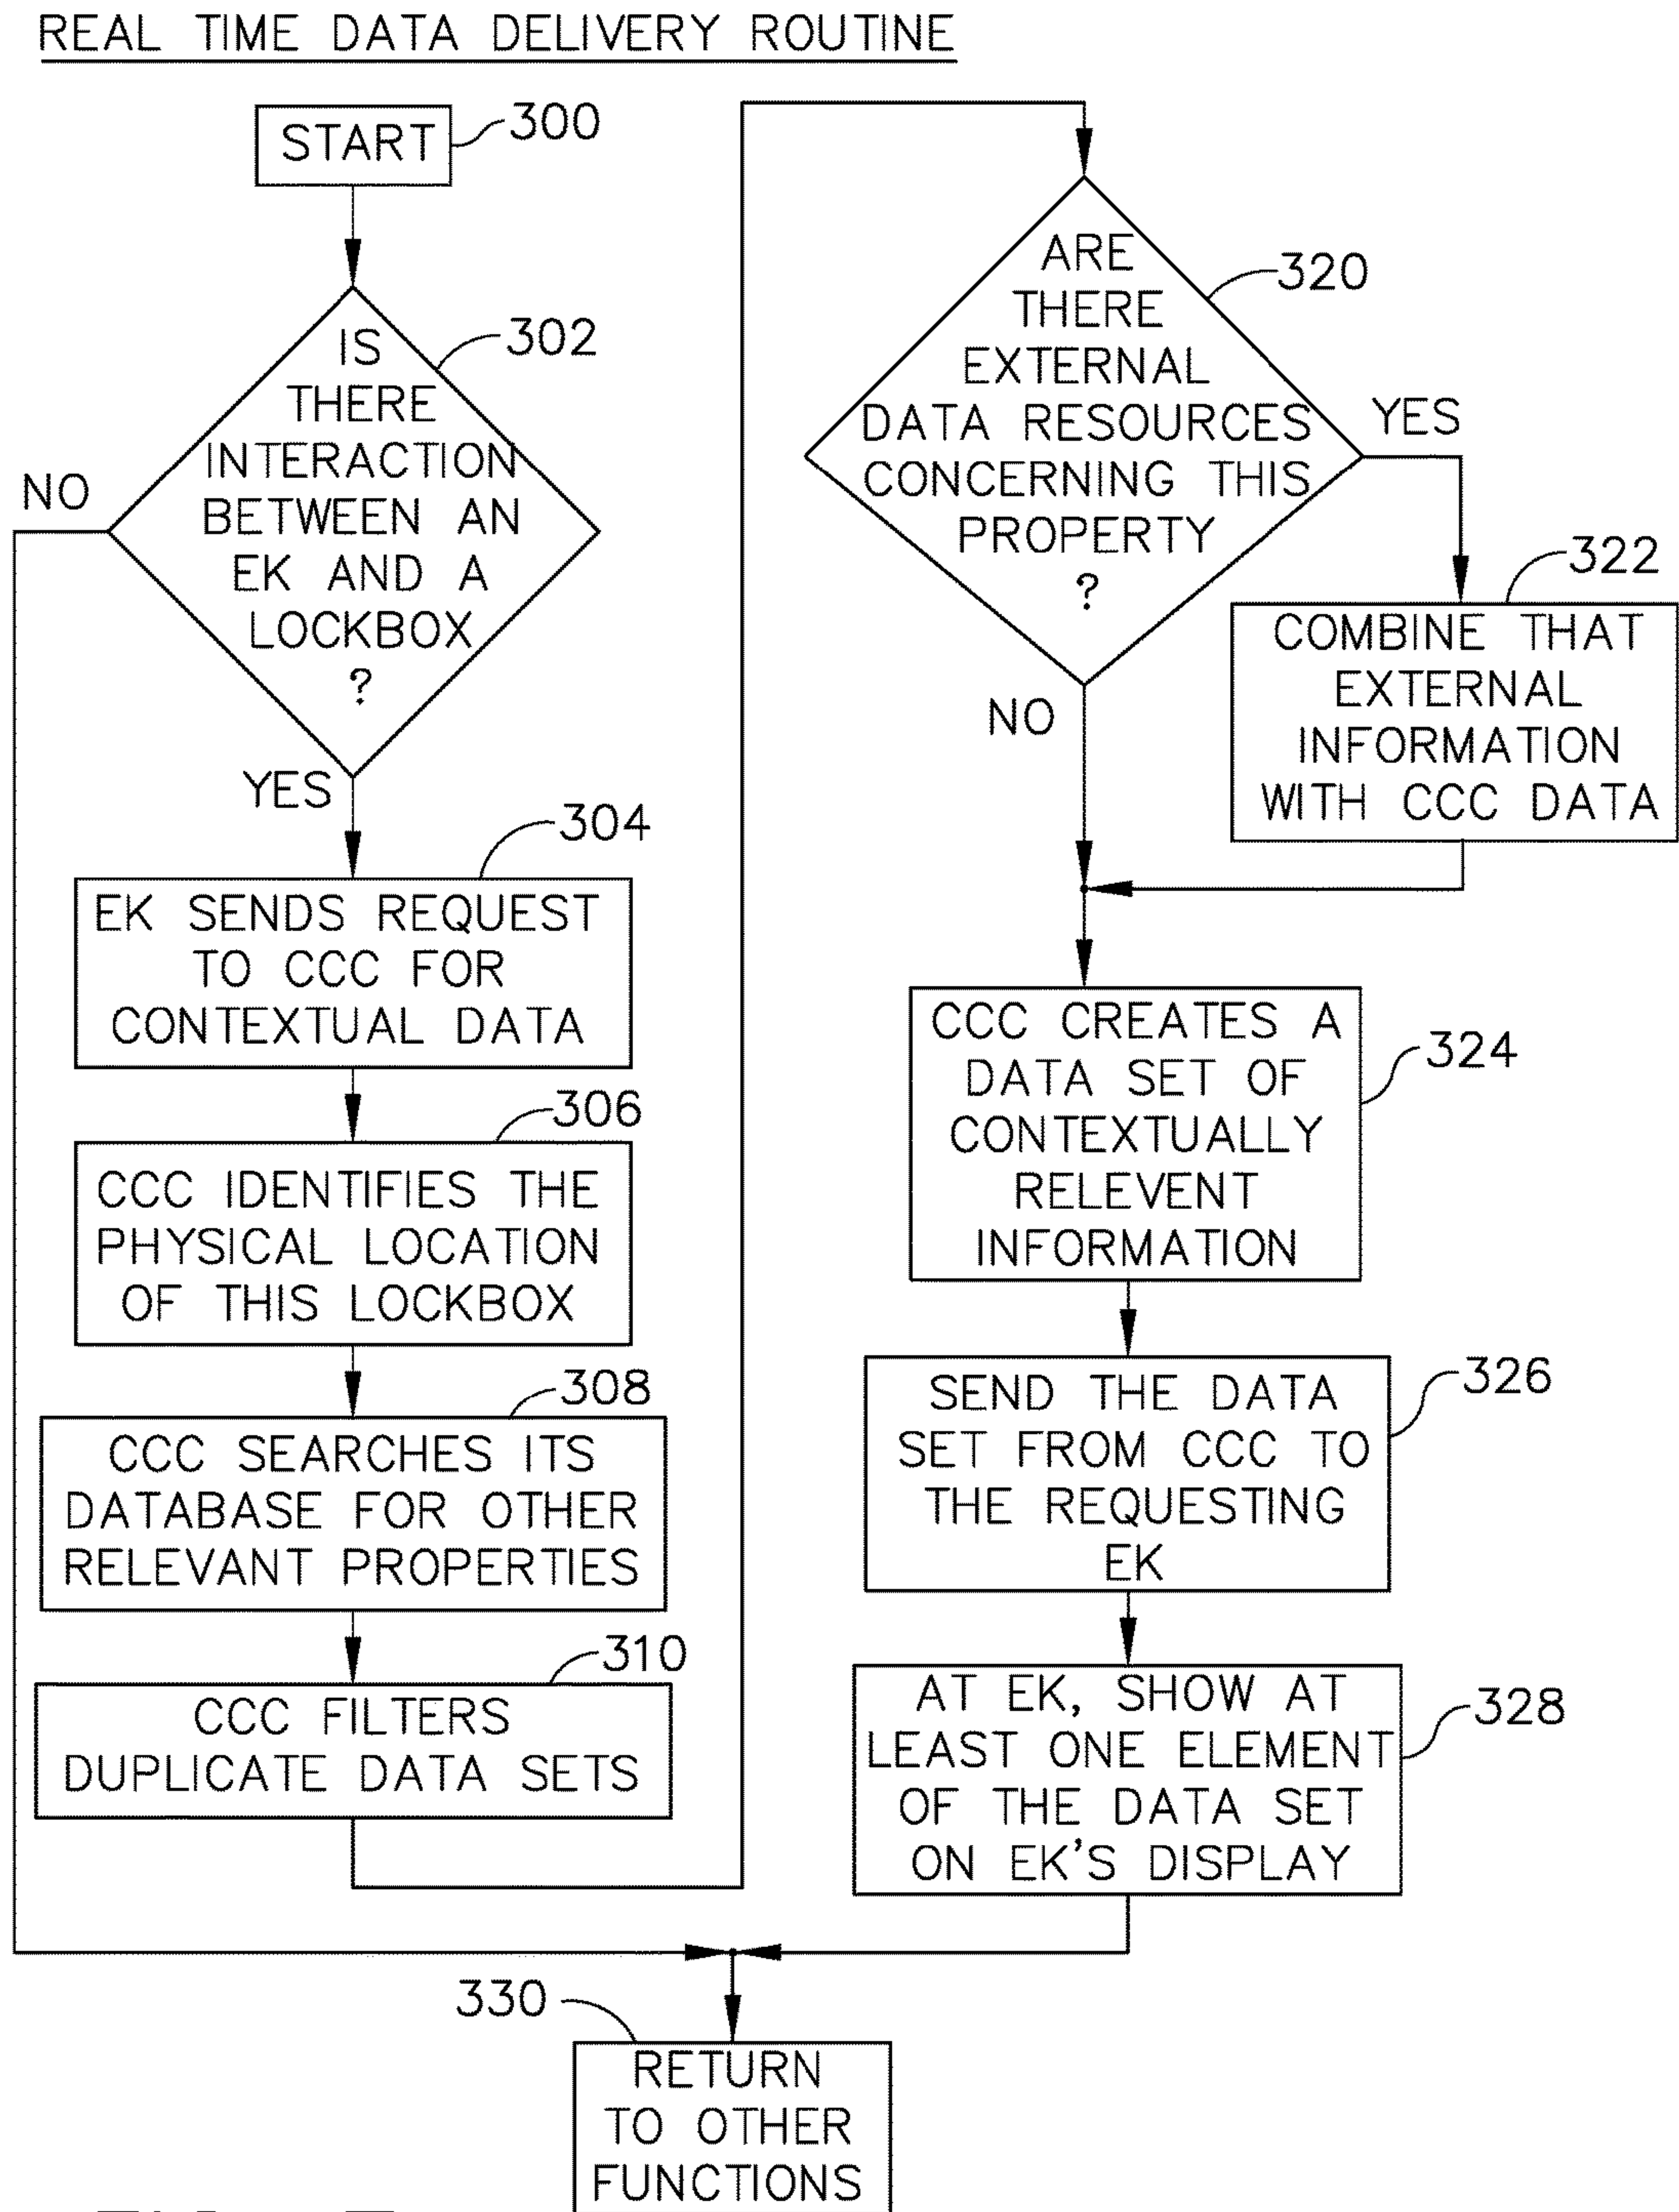 REAL TIME DATA DELIVERY ROUTINE
START
300
302
IS
THERE
INTERACTION
BETWEEN AN
EK AND A
LOCKBOX
?
NO
YES
304
EK SENDS REQUEST
TO CCC FOR
CONTEXTUAL DATA
306
CCC IDENTIFIES THE
PHYSICAL LOCATION
OF THIS LOCKBOX
308
CCC SEARCHES ITS
DATABASE FOR OTHER
RELEVANT PROPERTIES
310
CCC FILTERS
DUPLICATE DATA SETS
320
ARE
THERE
EXTERNAL
DATA RESOURCES
CONCERNING THIS
PROPERTY
?
YES
NO
322
COMBINE THAT
EXTERNAL
INFORMATION
WITH CCC DATA
324
CCC CREATES A
DATA SET OF
CONTEXTUALLY
RELEVENT
INFORMATION
326
SEND THE DATA
SET FROM CCC TO
THE REQUESTING
EK
328
AT EK, SHOW AT
LEAST ONE ELEMENT
OF THE DATA SET
ON EK'S DISPLAY
330
RETURN
TO OTHER
FUNCTIONS